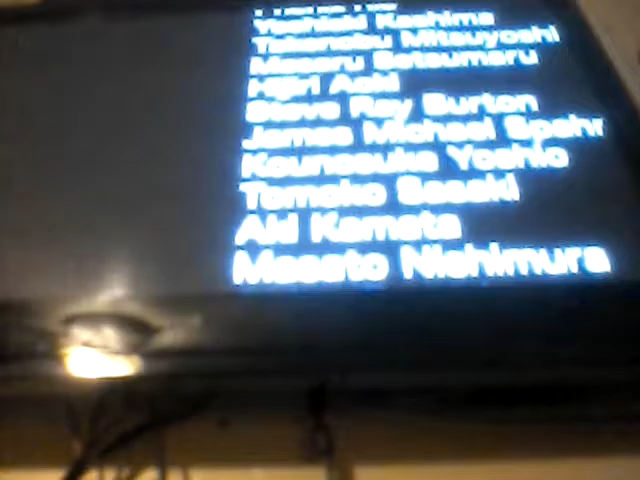 Yoshiaki Kashima
Takenobu Mitsuyoshi
Masaru Setsumaru
Hijiri Aoki
Steve Ray Burton
James Michael Spahr
Kounosuke Yoshio
Tomoko Sasaki
Aki Kamata
Masato Nishimura